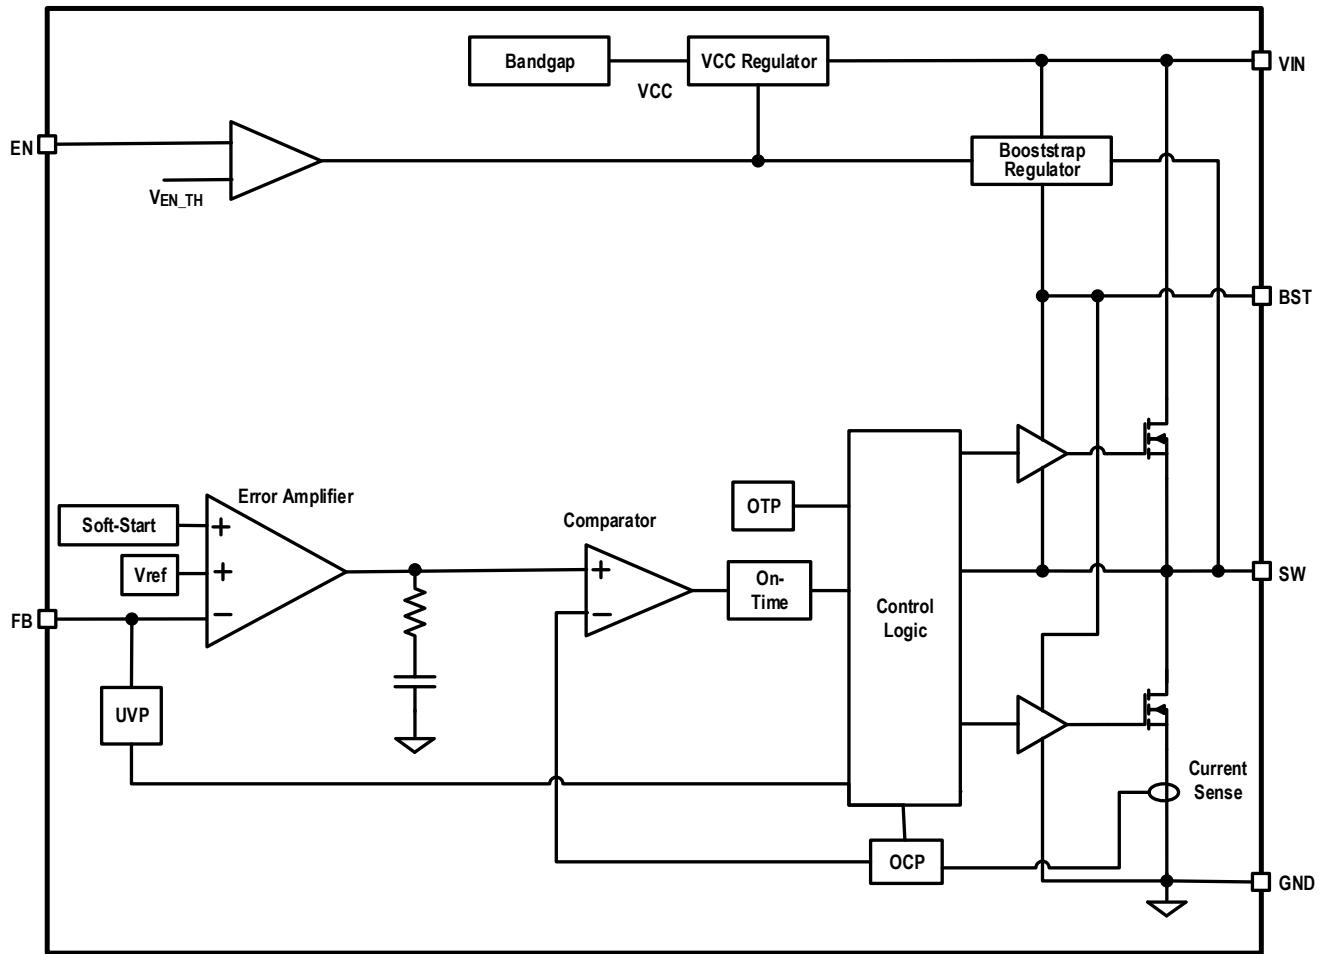 Bandgap
VCC Regulator
VIN
VCC
EN
VEN_TH
Booststrap
Regulator
BST
Error Amplifier
Soft-Start
+
Vref
+
FB
−
UVP
Comparator
+
−
OTP
On-
Time
Control
Logic
SW
Current
Sense
OCP
GND